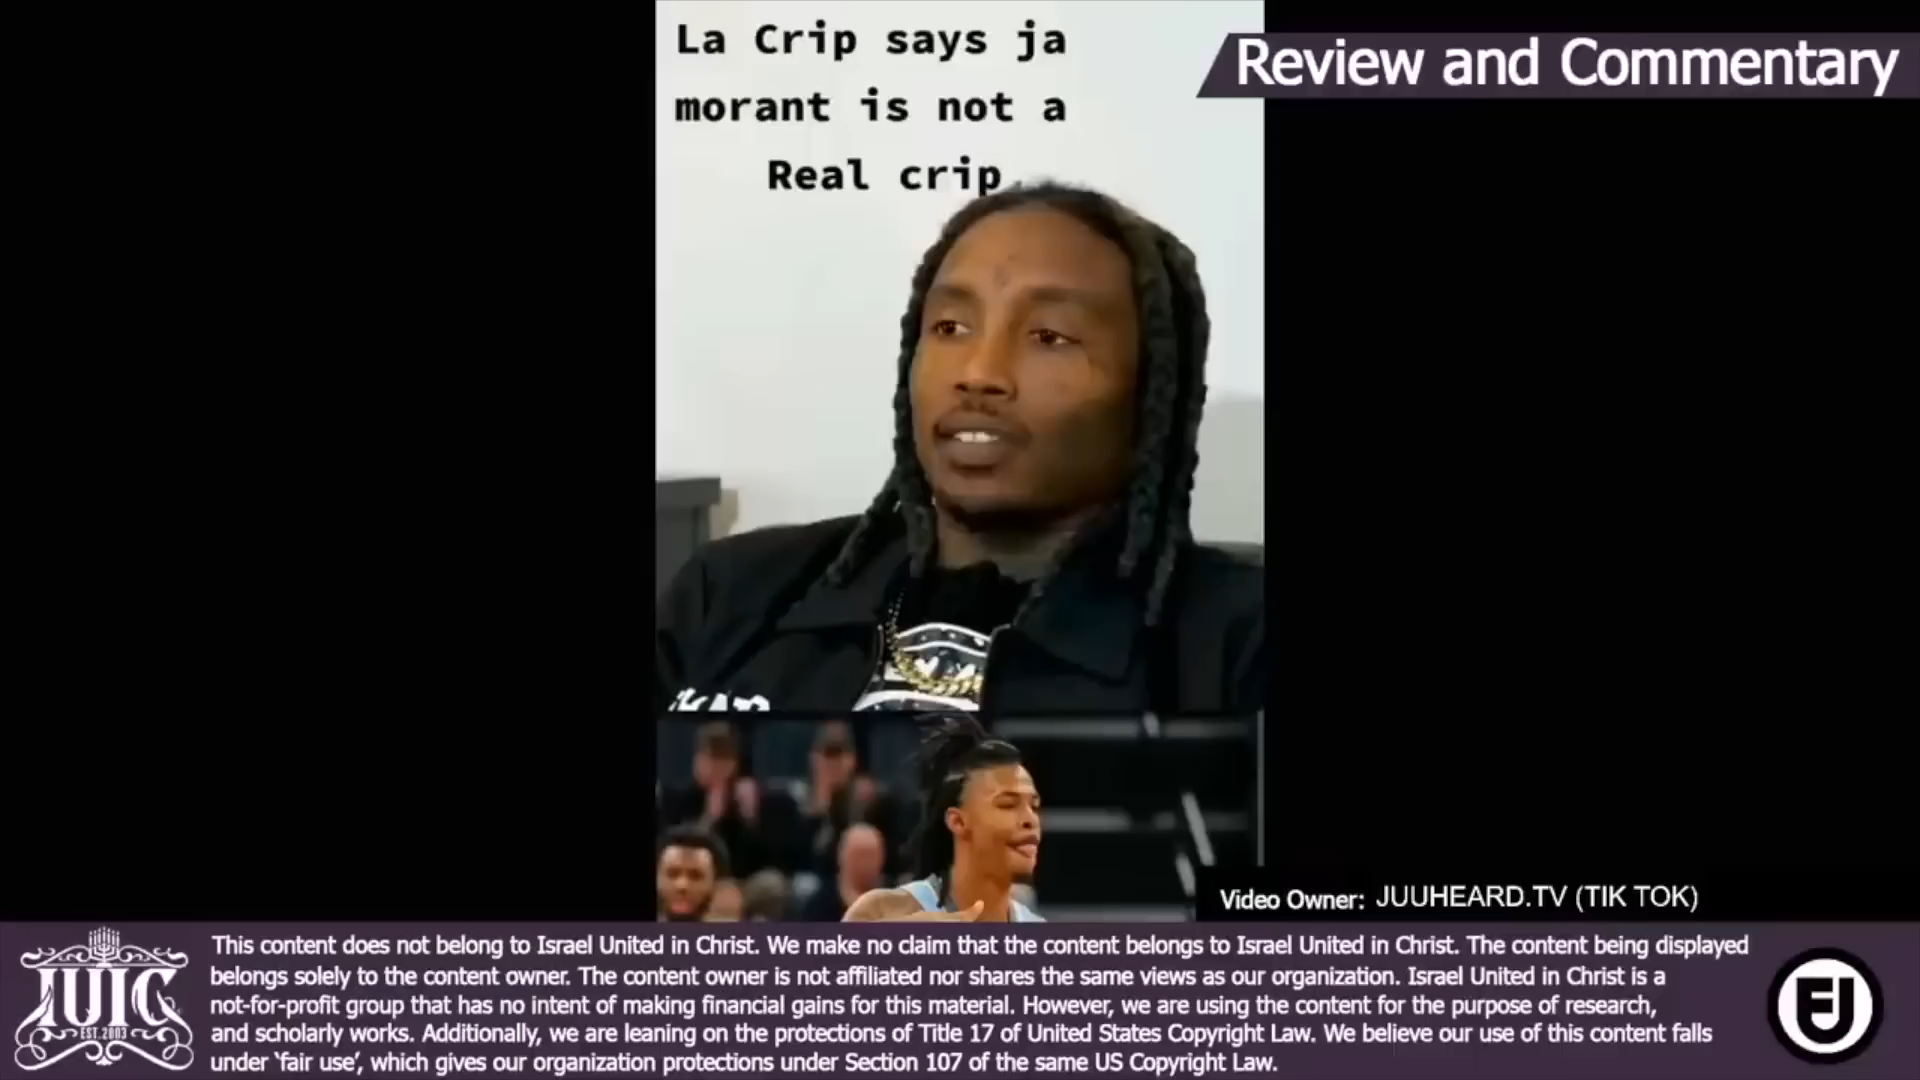 La Crip says ja
morant is not a
Real crip
Review and Commentary
Video Owner: JUUHEARD.TV (TIK TOK)
This content does not belong to Israel United in Christ. We make no claim that the content belongs to Israel United in Christ. The content being displayed
belongs solely to the content owner. The content owner is not affiliated nor shares the same views as our organization. Israel United in Christ is a
not-for-profit group that has no intent of making financial gains for this material. However, we are using the content for the purpose of research,
and scholarly works. Additionally, we are leaning on the protections of Title 17 of United States Copyright Law. We believe our use of this content falls
under 'fair use', which gives our organization protections under Section 107 of the same US Copyright Law.
IUIC
EST. 2003